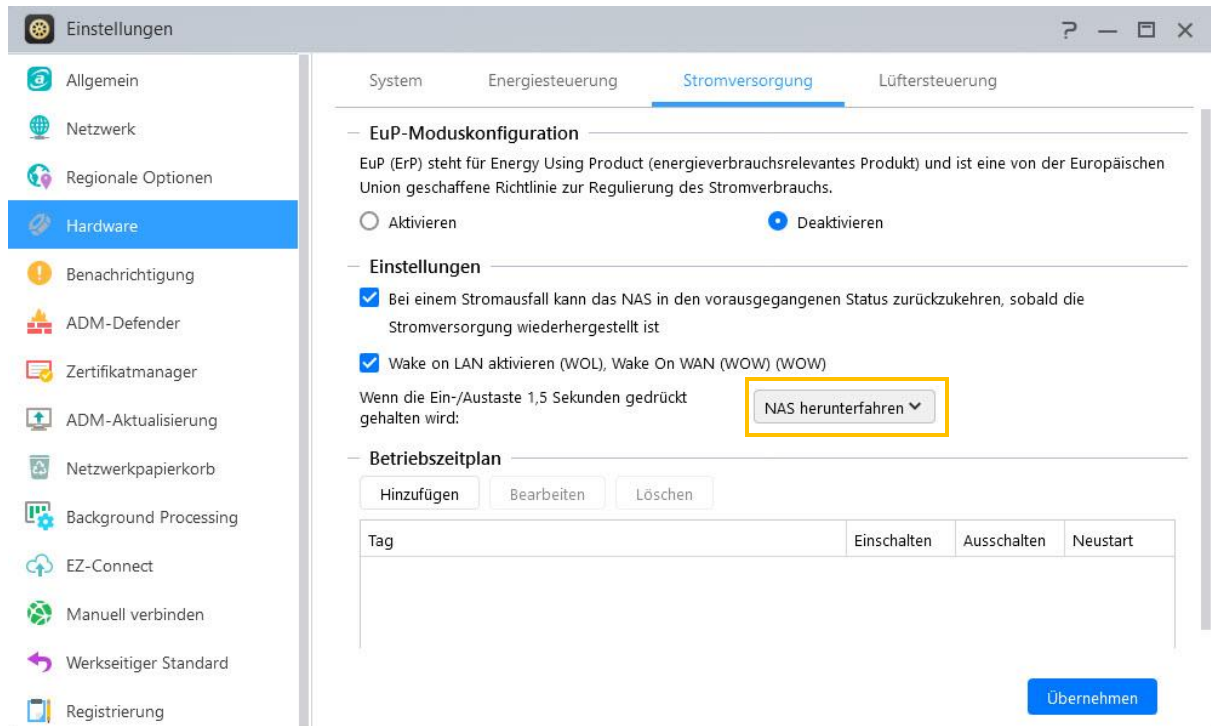 Einstellungen
Allgemein
Netzwerk
Regionale Optionen
Hardware
Benachrichtigung
ADM-Defender
Zertifikatmanager
ADM-Aktualisierung
Netzwerkpapierkorb
Background Processing
EZ-Connect
Manuell verbinden
Werkseitiger Standard
Registrierung
System Energiesteuerung Stromversorgung Lüftersteuerung
EuP-Moduskonfiguration
EuP (ErP) steht für Energy Using Product (energieverbrauchsrelevantes Produkt) und ist eine von der Europäischen
Union geschaffene Richtlinie zur Regulierung des Stromverbrauchs.
Aktivieren Deaktivieren
Einstellungen
Bei einem Stromausfall kann das NAS in den vorausgegangenen Status zurückzukehren, sobald die
Stromversorgung wiederhergestellt ist
Wake on LAN aktivieren (WOL), Wake On WAN (WOW) (WOW)
Wenn die Ein-/Austaste 1,5 Sekunden gedrückt
gehalten wird:
NAS herunterfahren
Betriebszeitplan
Hinzufügen Bearbeiten Löschen
Tag Einschalten Ausschalten Neustart
Übernehmen